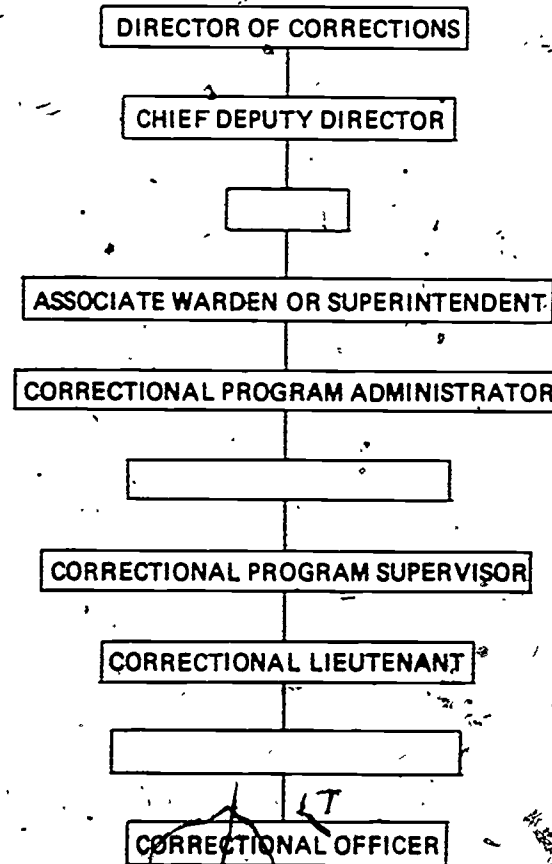 DIRECTOR OF CORRECTIONS
CHIEF DEPUTY DIRECTOR
ASSOCIATE WARDEN OR SUPERINTENDENT
CORRECTIONAL PROGRAM ADMINISTRATOR
CORRECTIONAL PROGRAM SUPERVISOR
CORRECTIONAL LIEUTENANT
CORRECTIONAL OFFICER